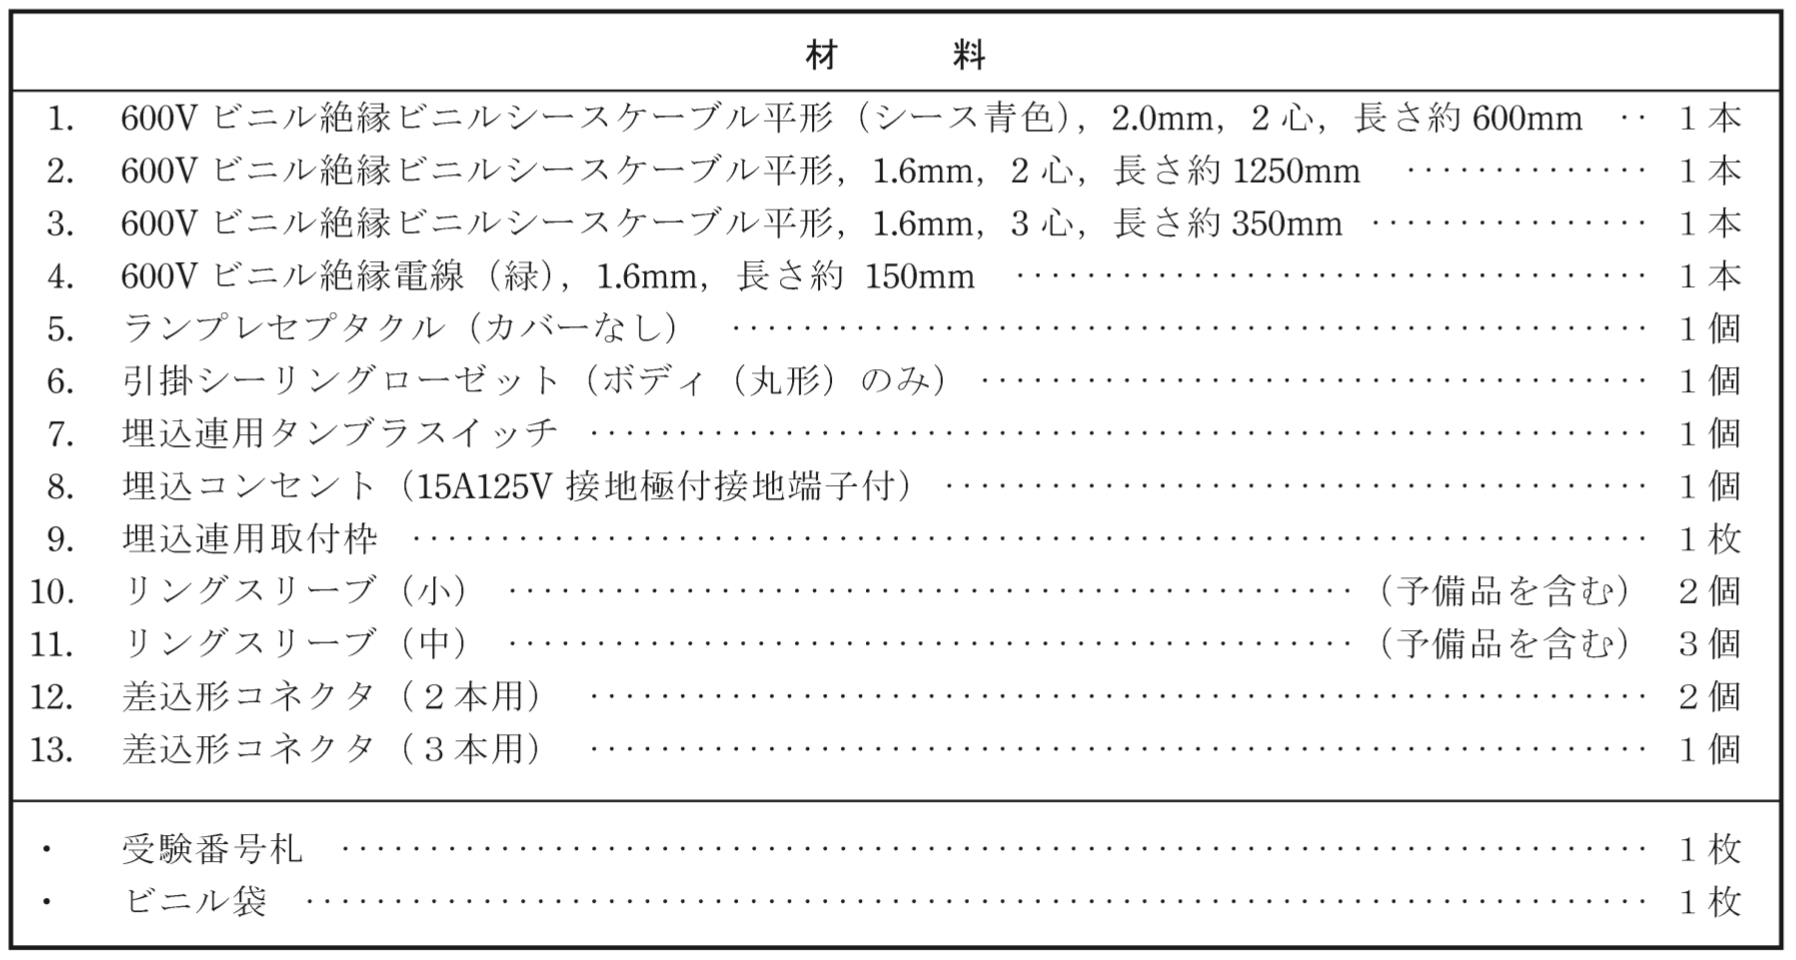 材　料
1. 600V ビニル絶縁ビニルシースケーブル平形（シース青色），2.0mm，2 心，長さ約 600mm ‥ 1 本
2. 600V ビニル絶縁ビニルシースケーブル平形，1.6mm，2 心，長さ約 1250mm ‥‥‥‥‥‥‥ 1 本
3. 600V ビニル絶縁ビニルシースケーブル平形，1.6mm，3 心，長さ約 350mm ‥‥‥‥‥‥‥‥ 1 本
4. 600V ビニル絶縁電線（緑），1.6mm，長さ約 150mm ‥‥‥‥‥‥‥‥‥‥‥‥‥‥‥‥‥‥ 1 本
5. ランプレセプタクル（カバーなし） ‥‥‥‥‥‥‥‥‥‥‥‥‥‥‥‥‥‥‥‥‥‥‥‥‥‥ 1 個
6. 引掛シーリングローゼット（ボディ（丸形）のみ） ‥‥‥‥‥‥‥‥‥‥‥‥‥‥‥‥‥‥‥ 1 個
7. 埋込連用タンブラスイッチ ‥‥‥‥‥‥‥‥‥‥‥‥‥‥‥‥‥‥‥‥‥‥‥‥‥‥‥‥‥‥ 1 個
8. 埋込コンセント（15A125V 接地極付接地端子付） ‥‥‥‥‥‥‥‥‥‥‥‥‥‥‥‥‥‥‥‥ 1 個
9. 埋込連用取付枠 ‥‥‥‥‥‥‥‥‥‥‥‥‥‥‥‥‥‥‥‥‥‥‥‥‥‥‥‥‥‥‥‥‥‥‥ 1 枚
10. リングスリーブ（小） ‥‥‥‥‥‥‥‥‥‥‥‥‥‥‥‥‥‥‥‥‥‥‥‥（予備品を含む） 2 個
11. リングスリーブ（中） ‥‥‥‥‥‥‥‥‥‥‥‥‥‥‥‥‥‥‥‥‥‥‥‥（予備品を含む） 3 個
12. 差込形コネクタ（2 本用） ‥‥‥‥‥‥‥‥‥‥‥‥‥‥‥‥‥‥‥‥‥‥‥‥‥‥‥‥‥‥ 2 個
13. 差込形コネクタ（3 本用） ‥‥‥‥‥‥‥‥‥‥‥‥‥‥‥‥‥‥‥‥‥‥‥‥‥‥‥‥‥‥ 1 個
・ 受験番号札 ‥‥‥‥‥‥‥‥‥‥‥‥‥‥‥‥‥‥‥‥‥‥‥‥‥‥‥‥‥‥‥‥‥‥‥‥‥ 1 枚
・ ビニル袋 ‥‥‥‥‥‥‥‥‥‥‥‥‥‥‥‥‥‥‥‥‥‥‥‥‥‥‥‥‥‥‥‥‥‥‥‥‥‥ 1 枚